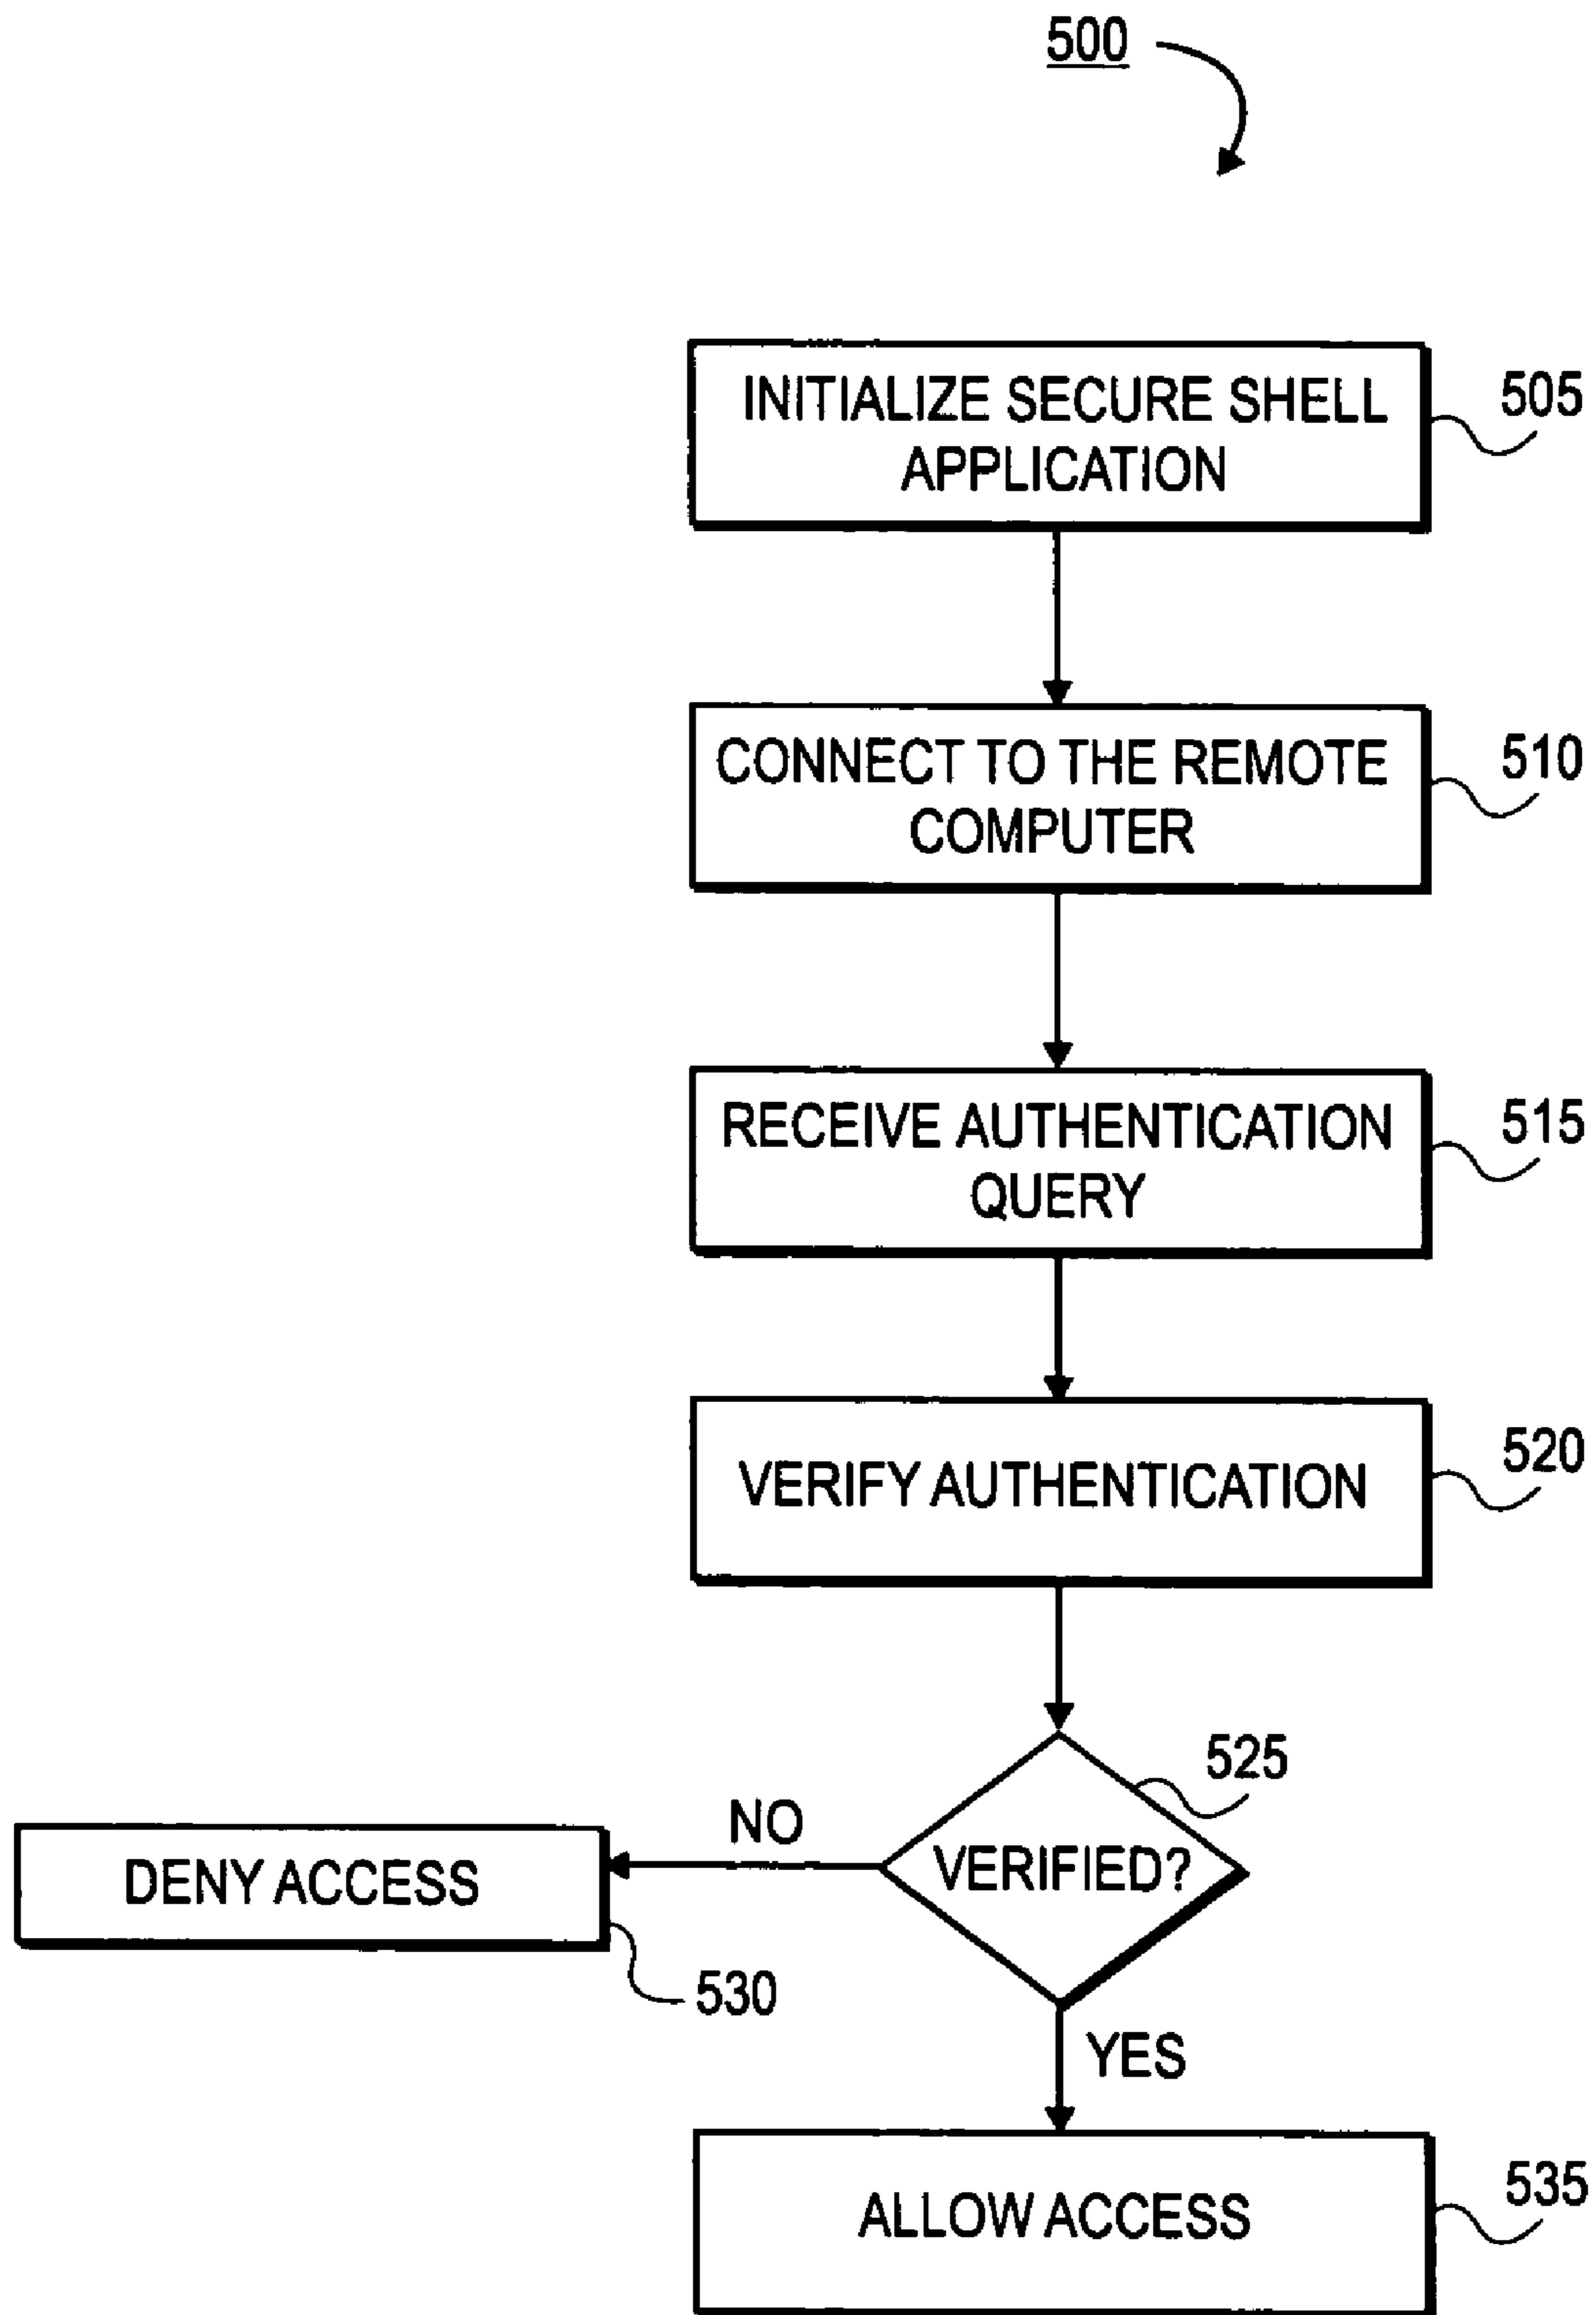 500
INITIALIZE SECURE SHELL
APPLICATION
505
CONNECT TO THE REMOTE
COMPUTER
510
RECEIVE AUTHENTICATION
QUERY
515
VERIFY AUTHENTICATION
520
525
VERIFIED?
NO
DENY ACCESS
530
YES
ALLOW ACCESS
535